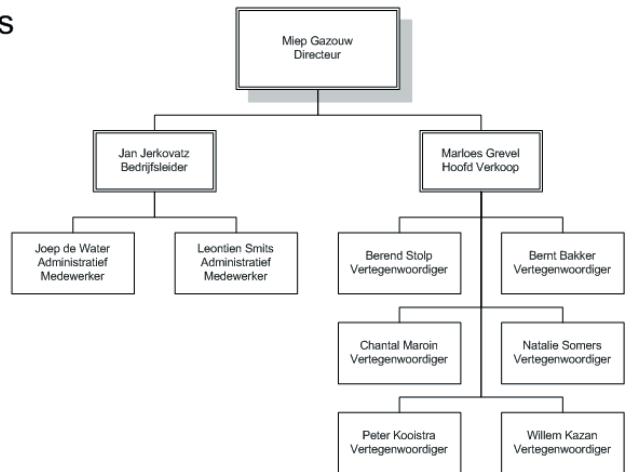 s
Miep Gazouw
Directeur
Jan Jerkovatz
Bedrijfsleider
Marloes Grevel
Hoofd Verkoop
Joep de Water
Administratief
Medewerker
Leontien Smits
Administratief
Medewerker
Berend Stolp
Vertegenwoordiger
Bernt Bakker
Vertegenwoordiger
Chantal Maroin
Vertegenwoordiger
Natalie Somers
Vertegenwoordiger
Peter Kooistra
Vertegenwoordiger
Willem Kazan
Vertegenwoordiger